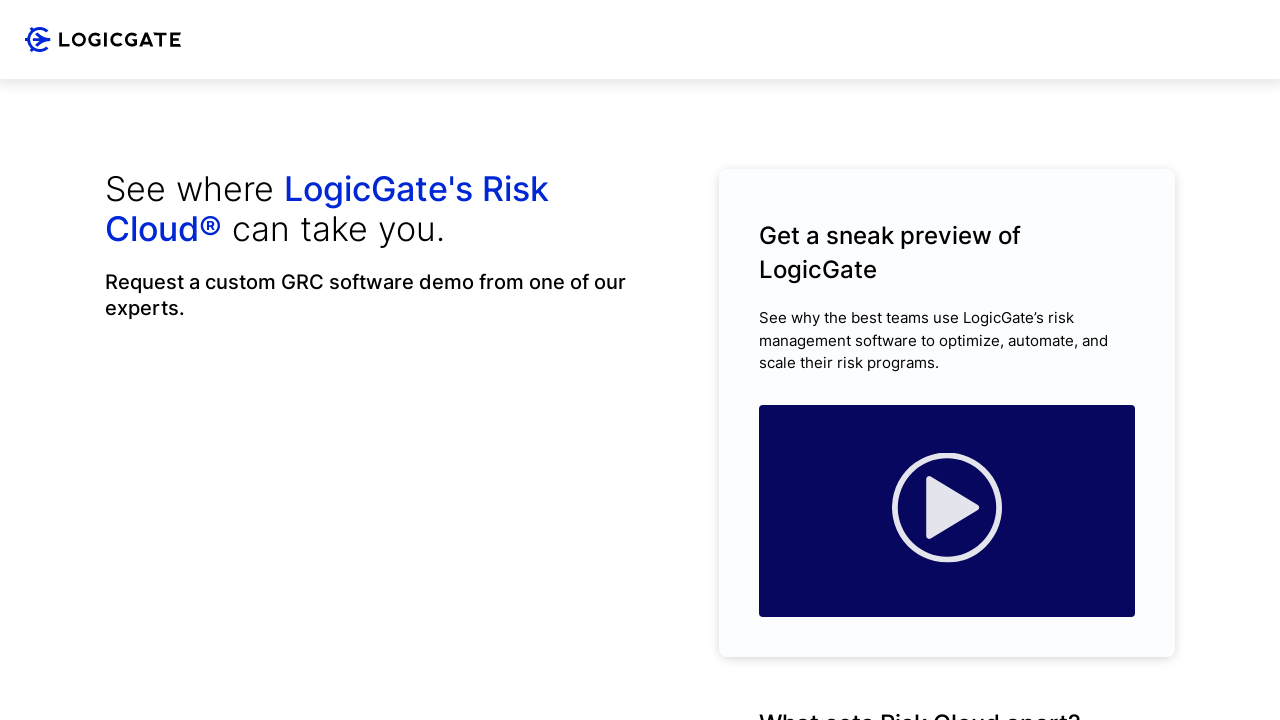 LOGICGATE
See where LogicGate's Risk
Cloud® can take you.
Request a custom GRC software demo from one of our
experts.
Get a sneak preview of
LogicGate
See why the best teams use LogicGate’s risk
management software to optimize, automate, and
scale their risk programs.
What sets Risk Cloud apart?